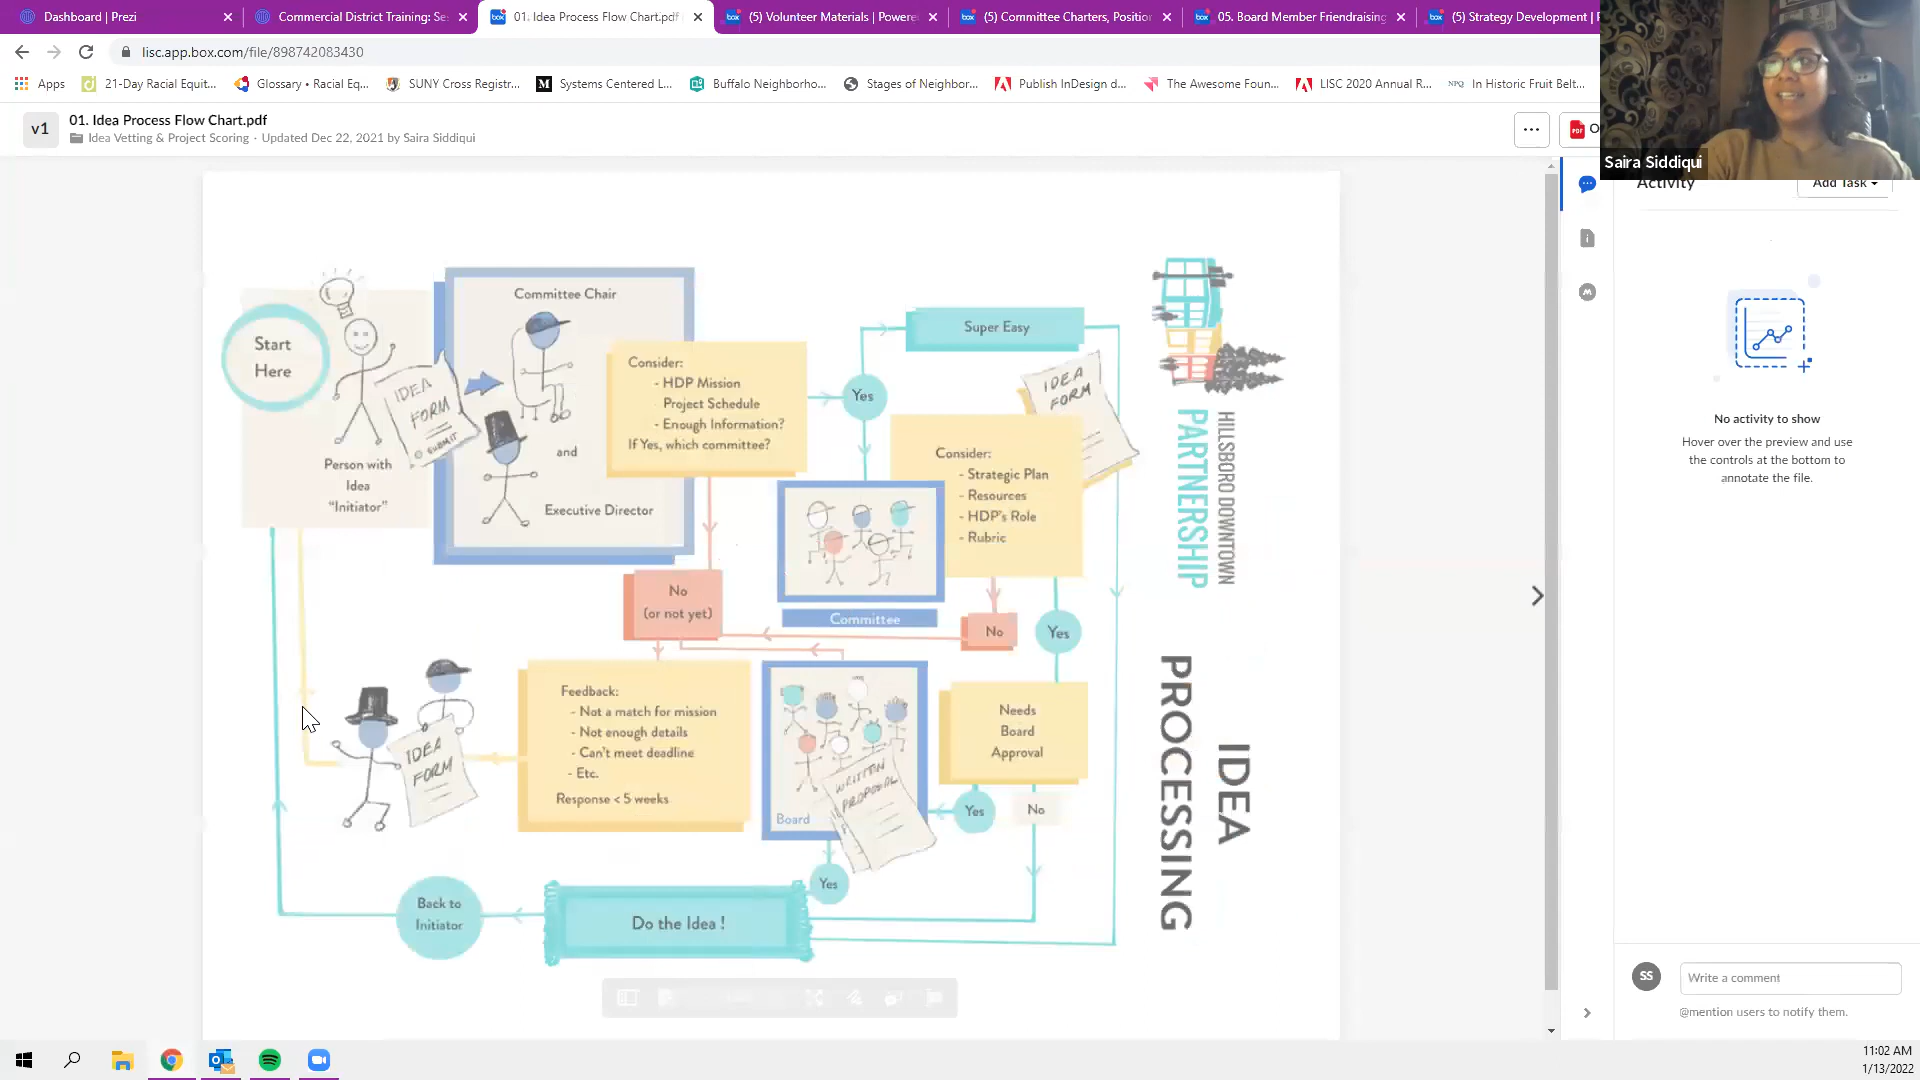 Dashboard | Prezi
Commercial District Training: Se
01. Idea Process Flow Chart.pdf
(5) Volunteer Materials | Powere
(5) Committee Charters, Position
05. Board Member Friendraising
(5) Strategy Development | P
lisc.app.box.com/file/898742083430
Apps
21-Day Racial Equit...
Glossary • Racial Eq...
SUNY Cross Registr...
Systems Centered L...
Buffalo Neighborho...
Stages of Neighbor...
Publish InDesign d...
The Awesome Foun...
LISC 2020 Annual R...
NPQ
In Historic Fruit Belt...
v1
01. Idea Process Flow Chart.pdf
Idea Vetting & Project Scoring · Updated Dec 22, 2021 by Saira Siddiqui
...
PDF
O
Saira Siddiqui
Activity
Add Task
Start
Here
Person with
Idea
"Initiator"
IDEA
FORM
SUBMIT
Committee Chair
and
Executive Director
Consider:
- HDP Mission
Project Schedule
- Enough Information?
If Yes, which committee?
Yes
Super Easy
IDEA
FORM
Consider:
- Strategic Plan
- Resources
- HDP's Role
- Rubric
Committee
No
(or not yet)
No
Yes
Needs
Board
Approval
Yes
No
WRITTEN
PROPOSAL
Board
Yes
Feedback:
- Not a match for mission
- Not enough details
- Can't meet deadline
- Etc.
Response < 5 weeks
IDEA
FORM
Do the Idea !
Back to
Initiator
HILLSBORO DOWNTOWN
PARTNERSHIP
IDEA
PROCESSING
No activity to show
Hover over the preview and use
the controls at the bottom to
annotate the file.
SS
Write a comment
@mention users to notify them.
11:02 AM
1/13/2022